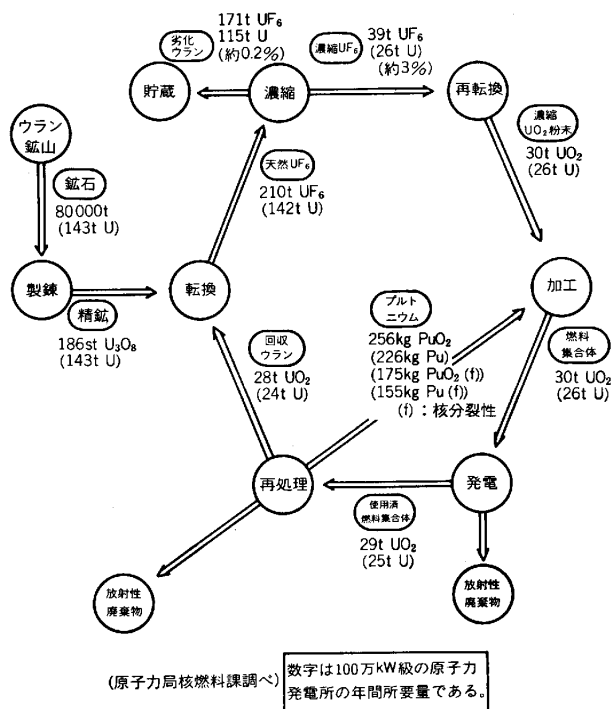 171t UF₆
115t U
(約0.2%)
劣化
ウラン
貯蔵
濃縮
39t UF₆
(26t U)
(約3%)
濃縮UF₆
再転換
ウラン
鉱山
濃縮
UO₂粉末
30t UO₂
(26t U)
鉱石
80000t
(143t U)
天然UF₆
210t UF₆
(142t U)
製錬
転換
加工
精鉱
186st U₃O₈
(143t U)
回収
ウラン
28t UO₂
(24t U)
プルト
ニウム
256kg PuO₂
(226kg Pu)
(175kg PuO₂(f))
(155kg Pu(f))
(f):核分裂性
燃料
集合体
30t UO₂
(26t U)
再処理
発電
使用済
燃料集合体
29t UO₂
(25t U)
放射性
廃棄物
放射性
廃棄物
(原子力局核燃料課調べ)
数字は100万kW級の原子力
発電所の年間所要量である。